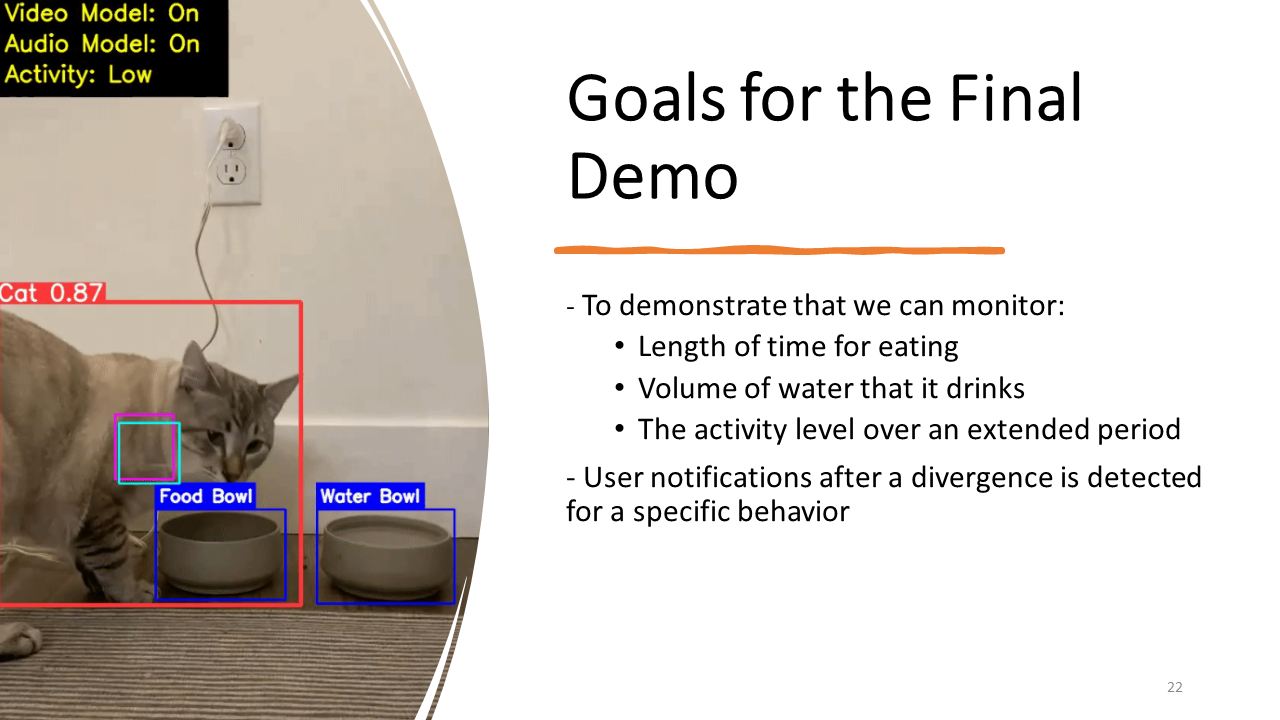 Video Model: On
Audio Model: On
Activity: Low
Cat 0.87
Food Bowl
Water Bowl
Goals for the Final
Demo
- To demonstrate that we can monitor:
• Length of time for eating
• Volume of water that it drinks
• The activity level over an extended period
- User notifications after a divergence is detected
for a specific behavior
22